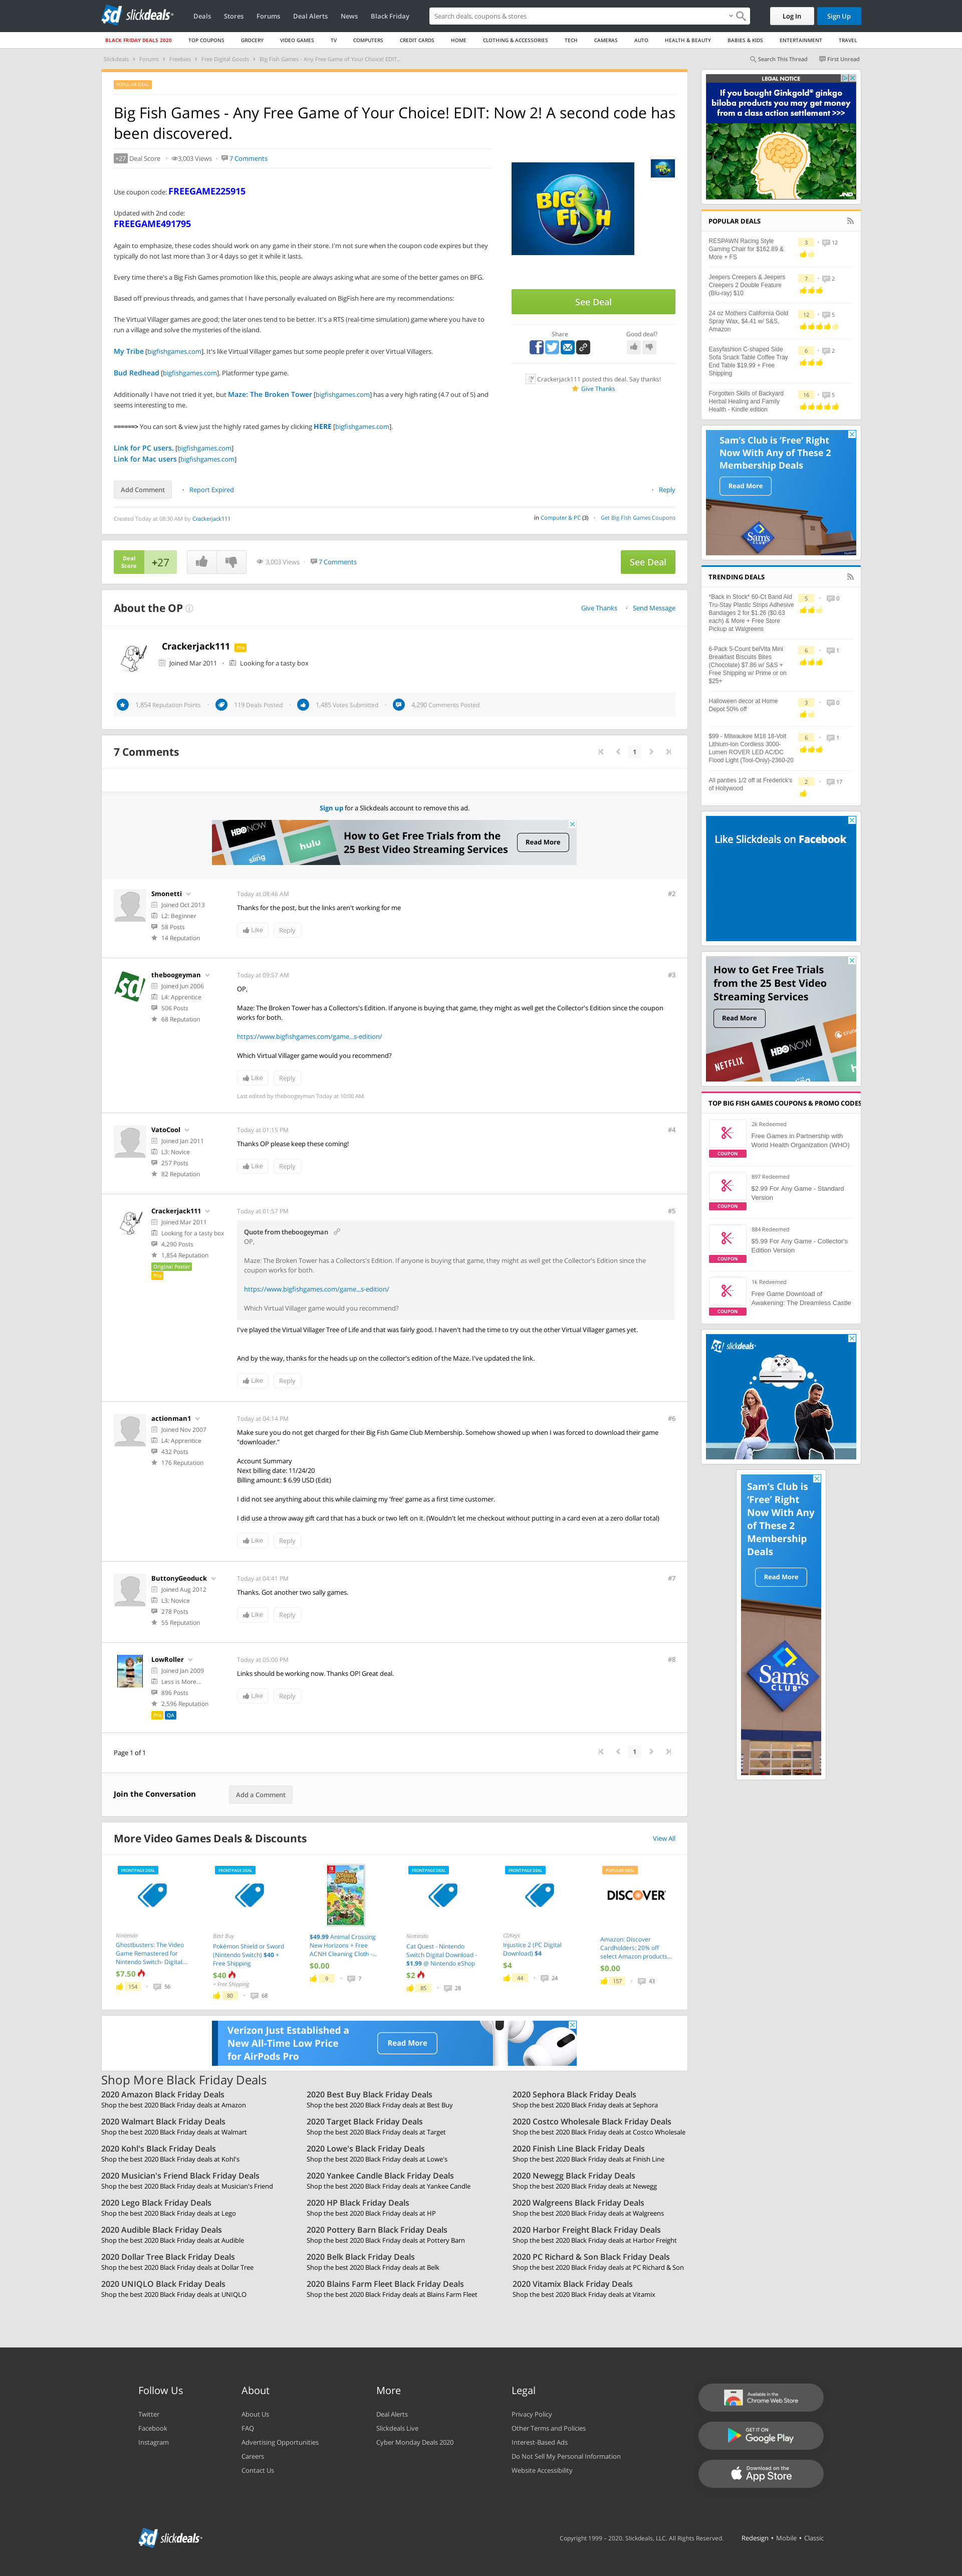 slickdeals
Deals
Stores
Forums
Deal Alerts
News
Black Friday
Search deals, coupons & stores
Log In
Sign Up
BLACK FRIDAY DEALS 2020
TOP COUPONS
GROCERY
VIDEO GAMES
TV
COMPUTERS
CREDIT CARDS
HOME
CLOTHING & ACCESSORIES
TECH
CAMERAS
AUTO
HEALTH & BEAUTY
BABIES & KIDS
ENTERTAINMENT
TRAVEL
Slickdeals
Forums
Freebies
Free Digital Goods
Big Fish Games - Any Free Game of Your Choice! EDIT...
Search This Thread
First Unread
POPULAR DEAL
Big Fish Games - Any Free Game of Your Choice! EDIT: Now 2! A second code has
been discovered.
+27 Deal Score · 3,003 Views · 7 Comments
Use coupon code: FREEGAME225915
Updated with 2nd code:
FREEGAME491795
Again to emphasize, these codes should work on any game in their store. I'm not sure when the coupon code expires but they
typically do not last more than 3 or 4 days so get it while it lasts.
Every time there's a Big Fish Games promotion like this, people are always asking what are some of the better games on BFG.
Based off previous threads, and games that I have personally evaluated on BigFish here are my recommendations:
The Virtual Villager games are good; the later ones tend to be better. It's a RTS (real-time simulation) game where you have to
run a village and solve the mysteries of the island.
My Tribe [bigfishgames.com]. It's like Virtual Villager games but some people prefer it over Virtual Villagers.
Bud Redhead [bigfishgames.com]. Platformer type game.
Additionally I have not tried it yet, but Maze: The Broken Tower [bigfishgames.com] has a very high rating (4.7 out of 5) and
seems interesting to me.
======> You can sort & view just the highly rated games by clicking HERE [bigfishgames.com].
Link for PC users. [bigfishgames.com]
Link for Mac users [bigfishgames.com]
BIG FISH
See Deal
Share
Good deal?
Crackerjack111 posted this deal. Say thanks!
Give Thanks
Add Comment
· Report Expired
· Reply
Created Today at 08:30 AM by Crackerjack111
in Computer & PC (3) · Get Big Fish Games Coupons
Deal Score
+27
3,003 Views · 7 Comments
See Deal
About the OP
Give Thanks · Send Message
Crackerjack111 Pro
Joined Mar 2011 · Looking for a tasty box
1,854 Reputation Points · 119 Deals Posted · 1,485 Votes Submitted · 4,290 Comments Posted
7 Comments
1
Sign up for a Slickdeals account to remove this ad.
HBO NOW
sling
hulu
How to Get Free Trials from the
25 Best Video Streaming Services
Read More
Smonetti
Joined Oct 2013
L2: Beginner
58 Posts
14 Reputation
Today at 08:46 AM
#2
Thanks for the post, but the links aren't working for me
Like
Reply
theboogeyman
Joined Jun 2006
L4: Apprentice
506 Posts
68 Reputation
Today at 09:57 AM
#3
OP,
Maze: The Broken Tower has a Collectors's Edition. If anyone is buying that game, they might as well get the Collector's Edition since the coupon
works for both.
https://www.bigfishgames.com/game...s-edition/
Which Virtual Villager game would you recommend?
Like
Reply
Last edited by theboogeyman Today at 10:00 AM.
VatoCool
Joined Jan 2011
L3: Novice
257 Posts
82 Reputation
Today at 01:15 PM
#4
Thanks OP please keep these coming!
Like
Reply
Crackerjack111
Joined Mar 2011
Looking for a tasty box
4,290 Posts
1,854 Reputation
Original Poster
Pro
Today at 01:57 PM
#5
Quote from theboogeyman
OP,
Maze: The Broken Tower has a Collectors's Edition. If anyone is buying that game, they might as well get the Collector's Edition since the
coupon works for both.
https://www.bigfishgames.com/game...s-edition/
Which Virtual Villager game would you recommend?
I've played the Virtual Villager Tree of Life and that was fairly good. I haven't had the time to try out the other Virtual Villager games yet.
And by the way, thanks for the heads up on the collector's edition of the Maze. I've updated the link.
Like
Reply
actionman1
Joined Nov 2007
L4: Apprentice
432 Posts
176 Reputation
Today at 04:14 PM
#6
Make sure you do not get charged for their Big Fish Game Club Membership. Somehow showed up when I was forced to download their game
"downloader."
Account Summary
Next billing date: 11/24/20
Billing amount: $ 6,99 USD (Edit)
I did not see anything about this while claiming my 'free' game as a first time customer.
I did use a throw away gift card that has a buck or two left on it. (Wouldn't let me checkout without putting in a card even at a zero dollar total)
Like
Reply
ButtonyGeoduck
Joined Aug 2012
L3: Novice
278 Posts
55 Reputation
Today at 04:41 PM
#7
Thanks. Got another two sally games.
Like
Reply
LowRoller
Joined Jan 2009
Less is More...
896 Posts
2,596 Reputation
Pro QA
Today at 05:00 PM
#8
Links should be working now. Thanks OP! Great deal.
Like
Reply
Page 1 of 1
1
Join the Conversation
Add a Comment
More Video Games Deals & Discounts
View All
FRONTPAGE DEAL
Nintendo
Ghostbusters: The Video
Game Remastered for
Nintendo Switch- Digital...
$7.50
154 · 56
FRONTPAGE DEAL
Best Buy
Pokémon Shield or Sword
(Nintendo Switch) $40 +
Free Shipping
$40
+ Free Shipping
80 · 68
$49.99 Animal Crossing
New Horizons + Free
ACNH Cleaning Cloth -...
$0.00
9 · 7
FRONTPAGE DEAL
Nintendo
Cat Quest - Nintendo
Switch Digital Download -
$1.99 @ Nintendo eShop
$2
85 · 28
FRONTPAGE DEAL
CDKeys
Injustice 2 (PC Digital
Download) $4
$4
44 · 24
POPULAR DEAL
DISCOVER
Amazon: Discover
Cardholders: 20% off
select Amazon products...
$0.00
157 · 43
Verizon Just Established a
New All-Time Low Price
for AirPods Pro
Read More
LEGAL NOTICE
If you bought Ginkgold® ginkgo
biloba products you may get money
from a class action settlement >>>
JND
POPULAR DEALS
RESPAWN Racing Style
Gaming Chair for $162.89 &
More + FS
3 · 12
Jeepers Creepers & Jeepers
Creepers 2 Double Feature
(Blu-ray) $10
7 · 2
24 oz Mothers California Gold
Spray Wax, $4.41 w/ S&S,
Amazon
12 · 5
Easyfashion C-shaped Side
Sofa Snack Table Coffee Tray
End Table $19.99 + Free
Shipping
6 · 2
Forgotten Skills of Backyard
Herbal Healing and Family
Health - Kindle edition
16 · 5
Sam's Club is 'Free' Right
Now With Any of These 2
Membership Deals
Read More
Sam's
TRENDING DEALS
*Back in Stock* 60-Ct Band Aid
Tru-Stay Plastic Strips Adhesive
Bandages 2 for $1.26 ($0.63
each) & More + Free Store
Pickup at Walgreens
5 · 0
6-Pack 5-Count belVita Mini
Breakfast Biscuits Bites
(Chocolate) $7.86 w/ S&S +
Free Shipping w/ Prime or on
$25+
6 · 1
Halloween decor at Home
Depot 50% off
3 · 0
$99 - Milwaukee M18 18-Volt
Lithium-Ion Cordless 3000-
Lumen ROVER LED AC/DC
Flood Light (Tool-Only)-2360-20
6 · 1
All panties 1/2 off at Frederick's
of Hollywood
2 · 17
Like Slickdeals on Facebook
How to Get Free Trials
from the 25 Best Video
Streaming Services
Read More
NETFLIX
HBO NOW
hulu
sling
crunchyroll
TOP BIG FISH GAMES COUPONS & PROMO CODES
COUPON
2k Redeemed
Free Games in Partnership with
World Health Organization (WHO)
COUPON
897 Redeemed
$2.99 For Any Game - Standard
Version
COUPON
884 Redeemed
$5.99 For Any Game - Collector's
Edition Version
COUPON
1k Redeemed
Free Game Download of
Awakening: The Dreamless Castle
slickdeals
Sam's Club is
'Free' Right
Now With Any
of These 2
Membership
Deals
Read More
Sam's
CLUB
Shop More Black Friday Deals
2020 Amazon Black Friday Deals
Shop the best 2020 Black Friday deals at Amazon
2020 Best Buy Black Friday Deals
Shop the best 2020 Black Friday deals at Best Buy
2020 Sephora Black Friday Deals
Shop the best 2020 Black Friday deals at Sephora
2020 Walmart Black Friday Deals
Shop the best 2020 Black Friday deals at Walmart
2020 Target Black Friday Deals
Shop the best 2020 Black Friday deals at Target
2020 Costco Wholesale Black Friday Deals
Shop the best 2020 Black Friday deals at Costco Wholesale
2020 Kohl's Black Friday Deals
Shop the best 2020 Black Friday deals at Kohl's
2020 Lowe's Black Friday Deals
Shop the best 2020 Black Friday deals at Lowe's
2020 Finish Line Black Friday Deals
Shop the best 2020 Black Friday deals at Finish Line
2020 Musician's Friend Black Friday Deals
Shop the best 2020 Black Friday deals at Musician's Friend
2020 Yankee Candle Black Friday Deals
Shop the best 2020 Black Friday deals at Yankee Candle
2020 Newegg Black Friday Deals
Shop the best 2020 Black Friday deals at Newegg
2020 Lego Black Friday Deals
Shop the best 2020 Black Friday deals at Lego
2020 HP Black Friday Deals
Shop the best 2020 Black Friday deals at HP
2020 Walgreens Black Friday Deals
Shop the best 2020 Black Friday deals at Walgreens
2020 Audible Black Friday Deals
Shop the best 2020 Black Friday deals at Audible
2020 Pottery Barn Black Friday Deals
Shop the best 2020 Black Friday deals at Pottery Barn
2020 Harbor Freight Black Friday Deals
Shop the best 2020 Black Friday deals at Harbor Freight
2020 Dollar Tree Black Friday Deals
Shop the best 2020 Black Friday deals at Dollar Tree
2020 Belk Black Friday Deals
Shop the best 2020 Black Friday deals at Belk
2020 PC Richard & Son Black Friday Deals
Shop the best 2020 Black Friday deals at PC Richard & Son
2020 UNIQLO Black Friday Deals
Shop the best 2020 Black Friday deals at UNIQLO
2020 Blains Farm Fleet Black Friday Deals
Shop the best 2020 Black Friday deals at Blains Farm Fleet
2020 Vitamix Black Friday Deals
Shop the best 2020 Black Friday deals at Vitamix
Follow Us
Twitter
Facebook
Instagram
About
About Us
FAQ
Advertising Opportunities
Careers
Contact Us
More
Deal Alerts
Slickdeals Live
Cyber Monday Deals 2020
Legal
Privacy Policy
Other Terms and Policies
Interest-Based Ads
Do Not Sell My Personal Information
Website Accessibility
Available in the
Chrome Web Store
GET IT ON
Google Play
Download on the
App Store
slickdeals
Copyright 1999 – 2020. Slickdeals, LLC. All Rights Reserved.
Redesign • Mobile • Classic